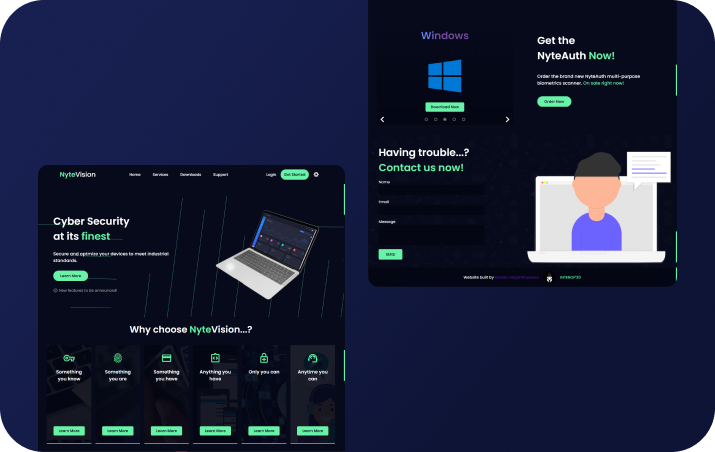 NyteVision
Home
Services
Downloads
Support
Login
Get Started
Cyber Security
at its finest
Secure and optmize your devices to meet industrial
standards.
Learn More
New features to be announced!
Why choose NyteVision...?
Something
you know
Learn More
Something
you are
Learn More
Something
you have
Learn More
Anything you
have
Learn More
Only you can
Learn More
Anytime you
can
Learn More
Windows
Download Now
Get the
NyteAuth Now!
Order the brand new NyteAuth multi-purpose
biometrics scanner. On sale right now!
Order Now
Having trouble...?
Contact us now!
Name
Email
Message
SEND
Website built by